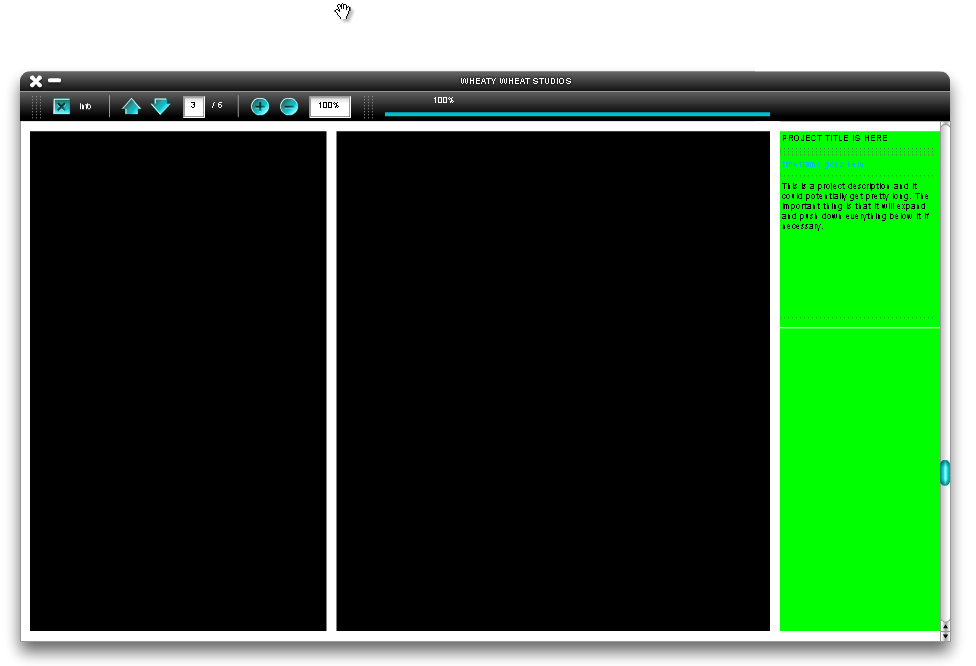 WHEATY WHEAT STUDIOS
Info 3 / 6 100% 100%
PROJECT TITLE IS HERE
goes here
This is a project description and it
could potentially get pretty long. The
important thing is that it will expand
and push down everything below it if
necessary.